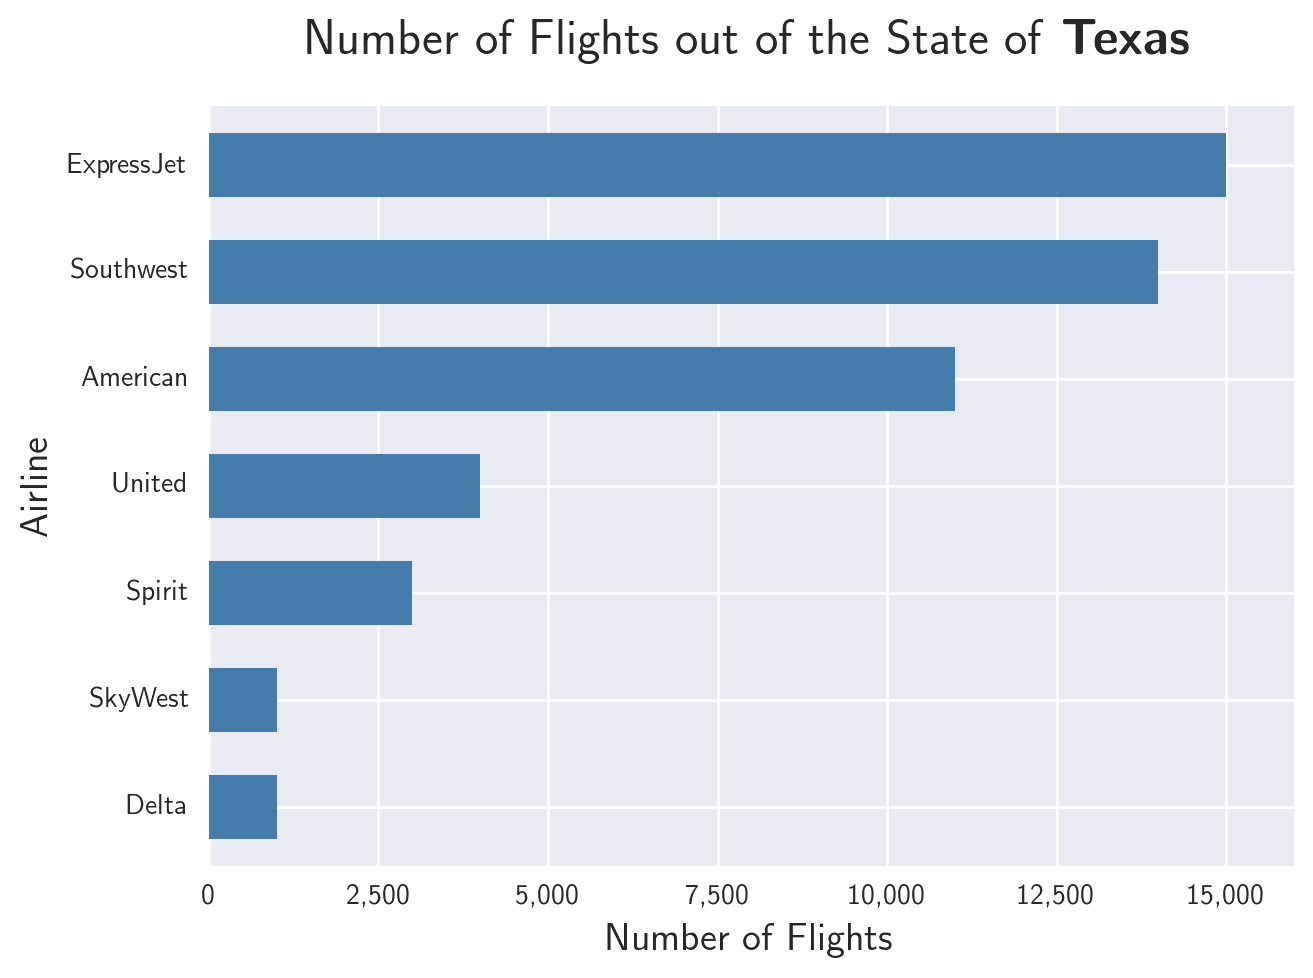 Number of Flights out of the State of Texas
ExpressJet
Southwest
American
United
Spirit
SkyWest
Delta
Airline
0 2,500 5,000 7,500 10,000 12,500 15,000
Number of Flights